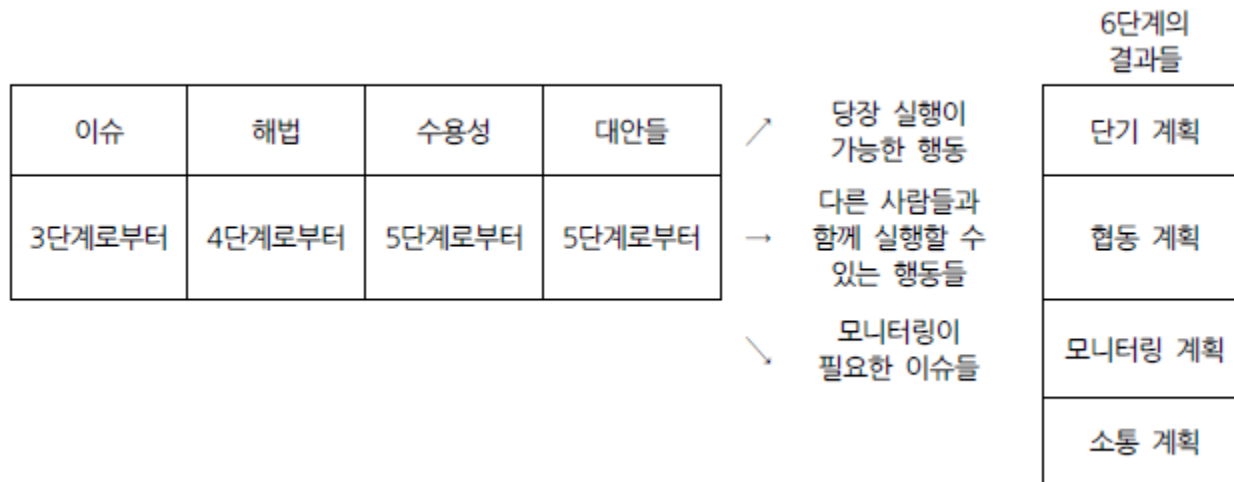 6단계의
결과들
이슈 해법 수용성 대안들 ↗ 당장 실행이
가능한 행동 단기 계획
3단계로부터 4단계로부터 5단계로부터 5단계로부터 → 다른 사람들과
함께 실행할 수
있는 행동들 협동 계획
↘ 모니터링이
필요한 이슈들 모니터링 계획
소통 계획